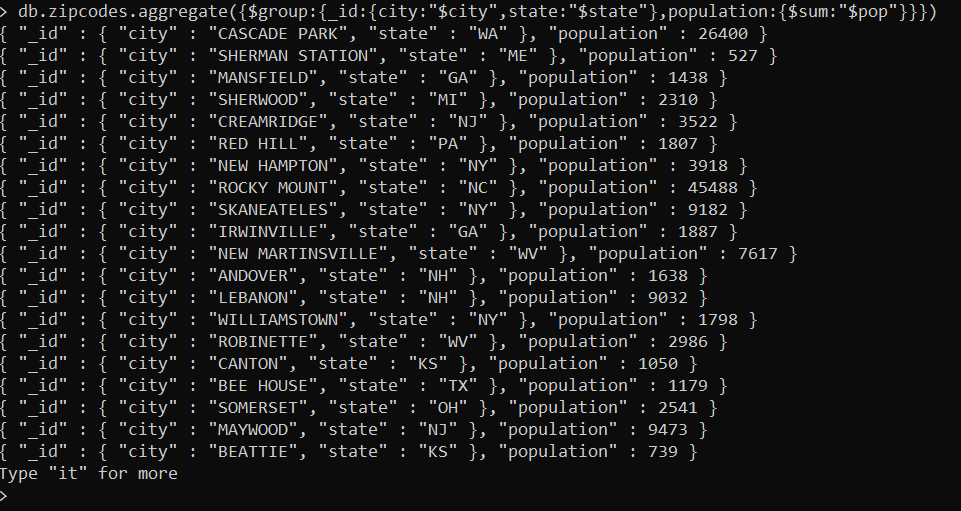 > db.zipcodes.aggregate({$group:{_id:{city:"$city",state:"$state"},population:{$sum:"$pop"}}})
{ "_id" : { "city" : "CASCADE PARK", "state" : "WA" }, "population" : 26400 }
{ "_id" : { "city" : "SHERMAN STATION", "state" : "ME" }, "population" : 527 }
{ "_id" : { "city" : "MANSFIELD", "state" : "GA" }, "population" : 1438 }
{ "_id" : { "city" : "SHERWOOD", "state" : "MI" }, "population" : 2310 }
{ "_id" : { "city" : "CREAMRIDGE", "state" : "NJ" }, "population" : 3522 }
{ "_id" : { "city" : "RED HILL", "state" : "PA" }, "population" : 1807 }
{ "_id" : { "city" : "NEW HAMPTON", "state" : "NY" }, "population" : 3918 }
{ "_id" : { "city" : "ROCKY MOUNT", "state" : "NC" }, "population" : 45488 }
{ "_id" : { "city" : "SKANEATELES", "state" : "NY" }, "population" : 9182 }
{ "_id" : { "city" : "IRWINVILLE", "state" : "GA" }, "population" : 1887 }
{ "_id" : { "city" : "NEW MARTINSVILLE", "state" : "WV" }, "population" : 7617 }
{ "_id" : { "city" : "ANDOVER", "state" : "NH" }, "population" : 1638 }
{ "_id" : { "city" : "LEBANON", "state" : "NH" }, "population" : 9032 }
{ "_id" : { "city" : "WILLIAMSTOWN", "state" : "NY" }, "population" : 1798 }
{ "_id" : { "city" : "ROBINETTE", "state" : "WV" }, "population" : 2986 }
{ "_id" : { "city" : "CANTON", "state" : "KS" }, "population" : 1050 }
{ "_id" : { "city" : "BEE HOUSE", "state" : "TX" }, "population" : 1179 }
{ "_id" : { "city" : "SOMERSET", "state" : "OH" }, "population" : 2541 }
{ "_id" : { "city" : "MAYWOOD", "state" : "NJ" }, "population" : 9473 }
{ "_id" : { "city" : "BEATTIE", "state" : "KS" }, "population" : 739 }
Type "it" for more
>